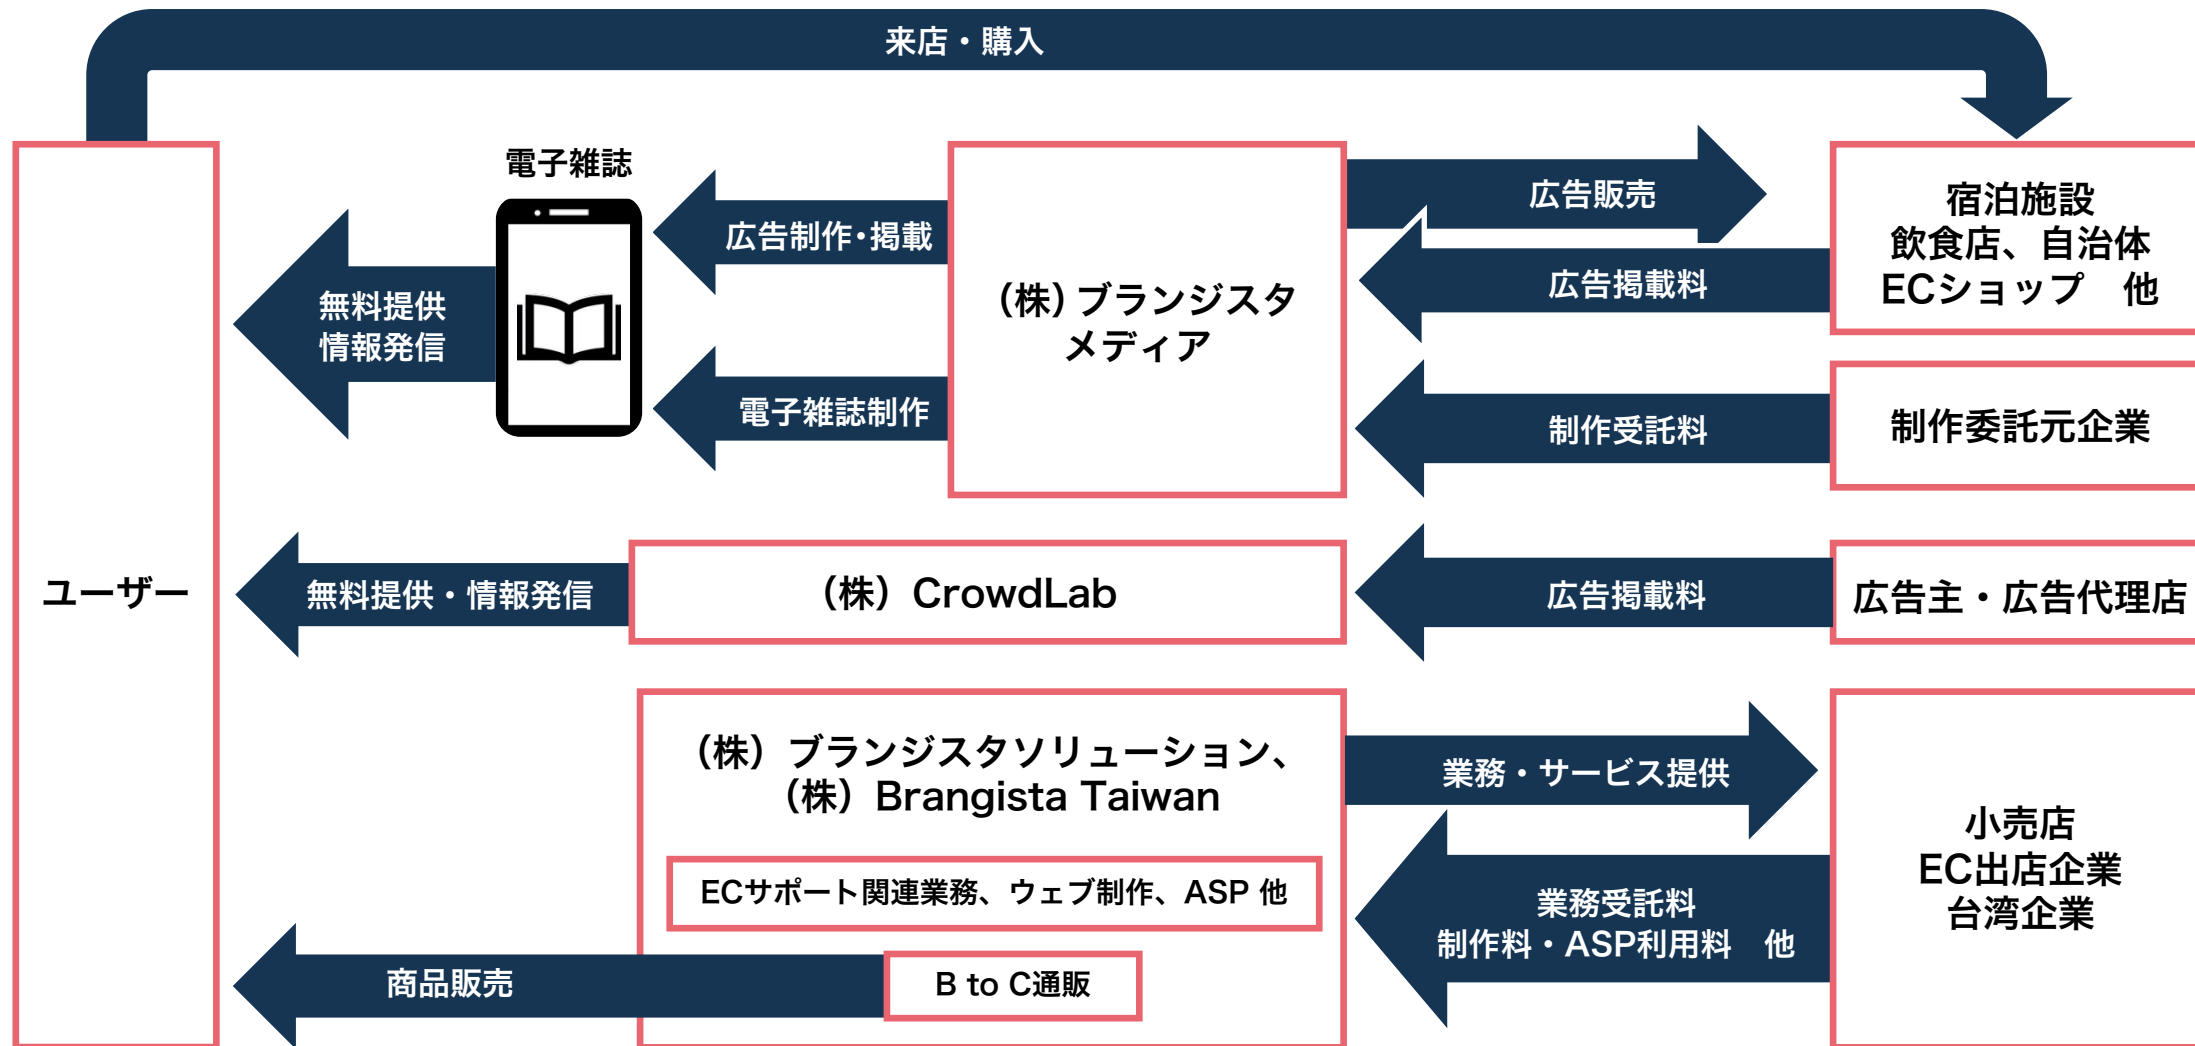 来店・購入
電子雑誌
広告制作・掲載
無料提供
情報発信
電子雑誌制作
(株)ブランジスタ
メディア
広告販売
広告掲載料
宿泊施設
飲食店、自治体
ECショップ　他
制作受託料
制作委託元企業
ユーザー
無料提供・情報発信
（株）CrowdLab
広告掲載料
広告主・広告代理店
（株）ブランジスタソリューション、
（株）Brangista Taiwan
業務・サービス提供
小売店
EC出店企業
台湾企業
ECサポート関連業務、ウェブ制作、ASP 他
業務受託料
制作料・ASP利用料　他
商品販売
B to C通販